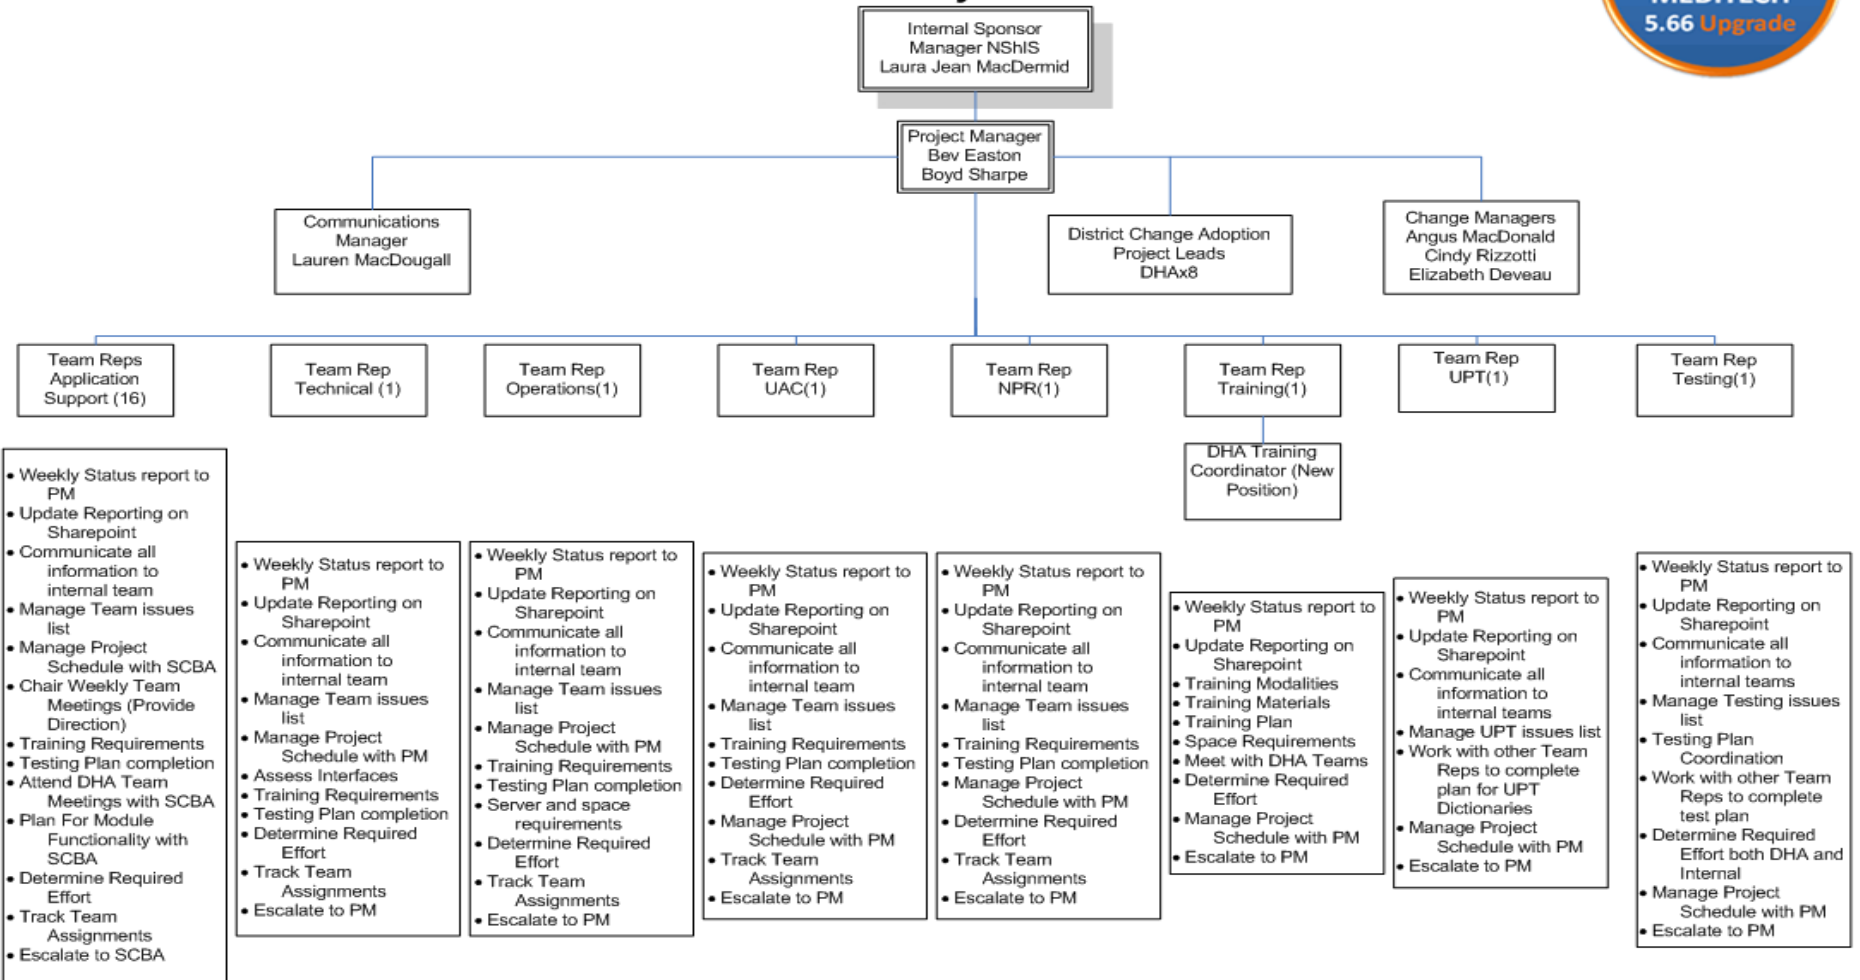 MEDITECH
5.66 Upgrade
Internal Sponsor
Manager NShIS
Laura Jean MacDermid
Project Manager
Bev Easton
Boyd Sharpe
Communications
Manager
Lauren MacDougall
District Change Adoption
Project Leads
DHAx8
Change Managers
Angus MacDonald
Cindy Rizzotti
Elizabeth Deveau
Team Reps
Application
Support (16)
Team Rep
Technical (1)
Team Rep
Operations(1)
Team Rep
UAC(1)
Team Rep
NPR(1)
Team Rep
Training(1)
Team Rep
UPT(1)
Team Rep
Testing(1)
DHA Training
Coordinator (New
Position)
• Weekly Status report to
PM
• Update Reporting on
Sharepoint
• Communicate all
information to
internal team
• Manage Team issues
list
• Manage Project
Schedule with SCBA
• Chair Weekly Team
Meetings (Provide
Direction)
• Training Requirements
• Testing Plan completion
• Attend DHA Team
Meetings with SCBA
• Plan For Module
Functionality with
SCBA
• Determine Required
Effort
• Track Team
Assignments
• Escalate to SCBA
• Weekly Status report to
PM
• Update Reporting on
Sharepoint
• Communicate all
information to
internal team
• Manage Team issues
list
• Manage Project
Schedule with PM
• Assess Interfaces
• Training Requirements
• Testing Plan completion
• Determine Required
Effort
• Track Team
Assignments
• Escalate to PM
• Weekly Status report to
PM
• Update Reporting on
Sharepoint
• Communicate all
information to
internal team
• Manage Team issues
list
• Manage Project
Schedule with PM
• Training Requirements
• Testing Plan completion
• Server and space
requirements
• Determine Required
Effort
• Track Team
Assignments
• Escalate to PM
• Weekly Status report to
PM
• Update Reporting on
Sharepoint
• Communicate all
information to
internal team
• Manage Team issues
list
• Training Requirements
• Testing Plan completion
• Determine Required
Effort
• Manage Project
Schedule with PM
• Track Team
Assignments
• Escalate to PM
• Weekly Status report to
PM
• Update Reporting on
Sharepoint
• Communicate all
information to
internal team
• Manage Team issues
list
• Training Requirements
• Testing Plan completion
• Manage Project
Schedule with PM
• Determine Required
Effort
• Track Team
Assignments
• Escalate to PM
• Weekly Status report to
PM
• Update Reporting on
Sharepoint
• Training Modalities
• Training Materials
• Training Plan
• Space Requirements
• Meet with DHA Teams
• Determine Required
Effort
• Manage Project
Schedule with PM
• Escalate to PM
• Weekly Status report to
PM
• Update Reporting on
Sharepoint
• Communicate all
information to
internal teams
• Manage UPT issues list
• Work with other Team
Reps to complete
plan for UPT
Dictionaries
• Manage Project
Schedule with PM
• Escalate to PM
• Weekly Status report to
PM
• Update Reporting on
Sharepoint
• Communicate all
information to
internal teams
• Manage Testing issues
list
• Testing Plan
Coordination
• Work with other Team
Reps to complete
test plan
• Determine Required
Effort both DHA and
Internal
• Manage Project
Schedule with PM
• Escalate to PM